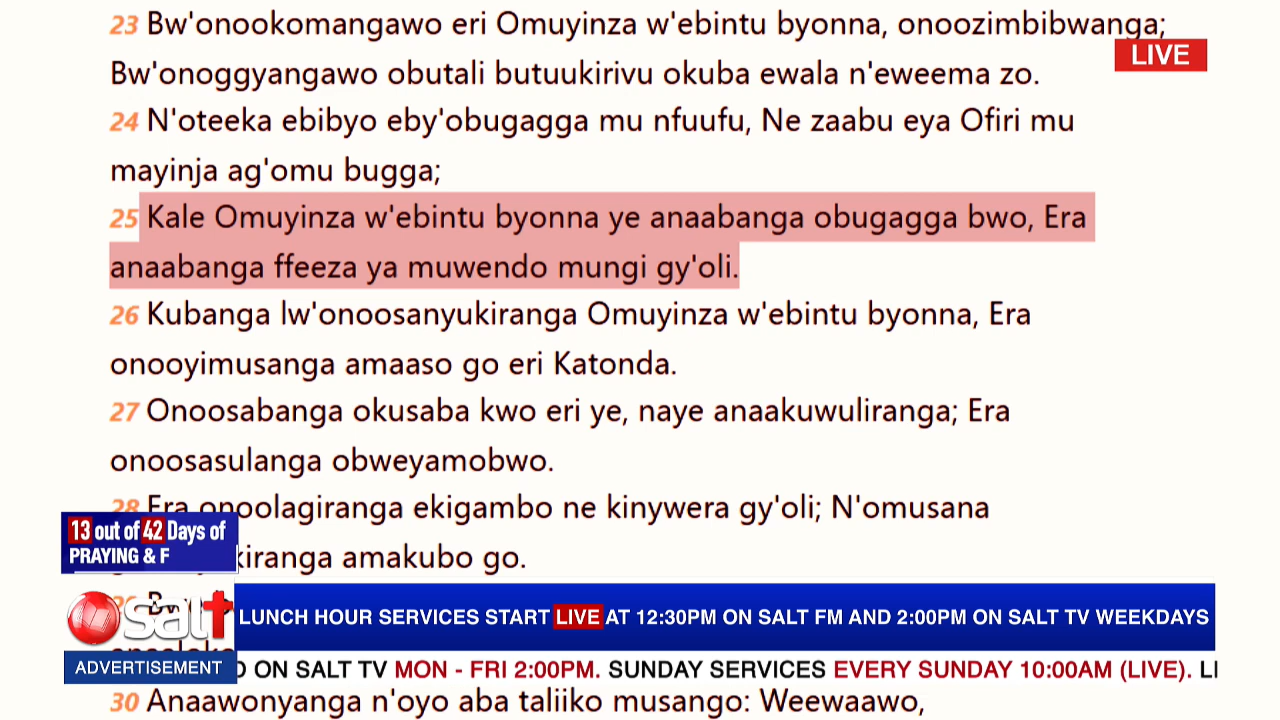 23 Bw'onookomangawo eri Omuyinza w'ebintu byonna, onoozimbibwanga;
LIVE
Bw'onoggyangawo obutali butuukirivu okuba ewala n'eweema zo.
24 N'oteeka ebibyo eby'obugagga mu nfuufu, Ne zaabu eya Ofiri mu
mayinja ag'omu bugga;
25 Kale Omuyinza w'ebintu byonna ye anaabanga obugagga bwo, Era
anaabanga ffeeza ya muwendo mungi gy'oli.
26 Kubanga lw'onoosanyukiranga Omuyinza w'ebintu byonna, Era
onooyimusanga amaaso go eri Katonda.
27 Onoosabanga okusaba kwo eri ye, naye anaakuwuliranga; Era
onoosasulanga obweyamobwo.
28 Era onoolagiranga ekigambo ne kinywera gy'oli; N'omusana
13 out of 42 Days of
PRAYING & F
kiranga amakubo go.
salt
LUNCH HOUR SERVICES START LIVE AT 12:30PM ON SALT FM AND 2:00PM ON SALT TV WEEKDAYS
ADVERTISEMENT
ON SALT TV MON - FRI 2:00PM. SUNDAY SERVICES EVERY SUNDAY 10:00AM (LIVE). LI
30 Anaawonyanga n'oyo aba taliiko musango: Weewaawo,